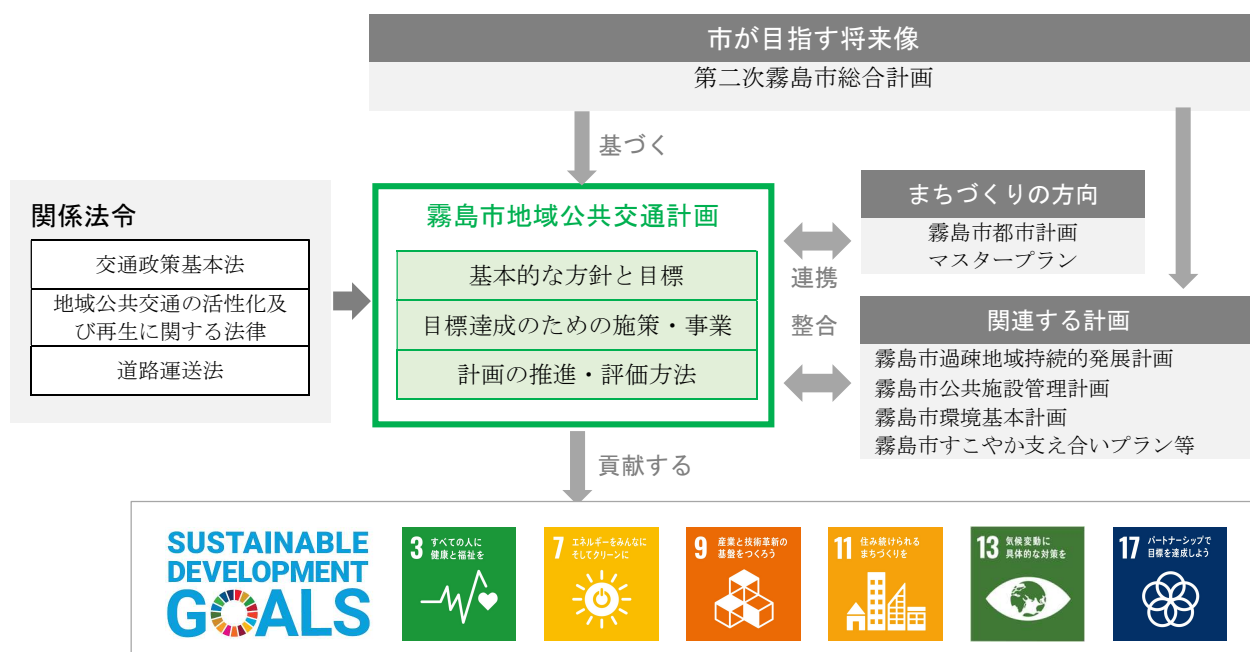 市が目指す将来像
第二次霧島市総合計画
基づく
関係法令
交通政策基本法
地域公共交通の活性化及
び再生に関する法律
道路運送法
霧島市地域公共交通計画
基本的な方針と目標
目標達成のための施策・事業
計画の推進・評価方法
連携
整合
まちづくりの方向
霧島市都市計画
マスタープラン
関連する計画
霧島市過疎地域持続的発展計画
霧島市公共施設管理計画
霧島市環境基本計画
霧島市すこやか支え合いプラン等
貢献する
SUSTAINABLE
DEVELOPMENT
GOALS
3 すべての人に
健康と福祉を
7 エネルギーをみんなに
そしてクリーンに
9 産業と技術革新の
基盤をつくろう
11 住み続けられる
まちづくりを
13 気候変動に
具体的な対策を
17 パートナーシップで
目標を達成しよう